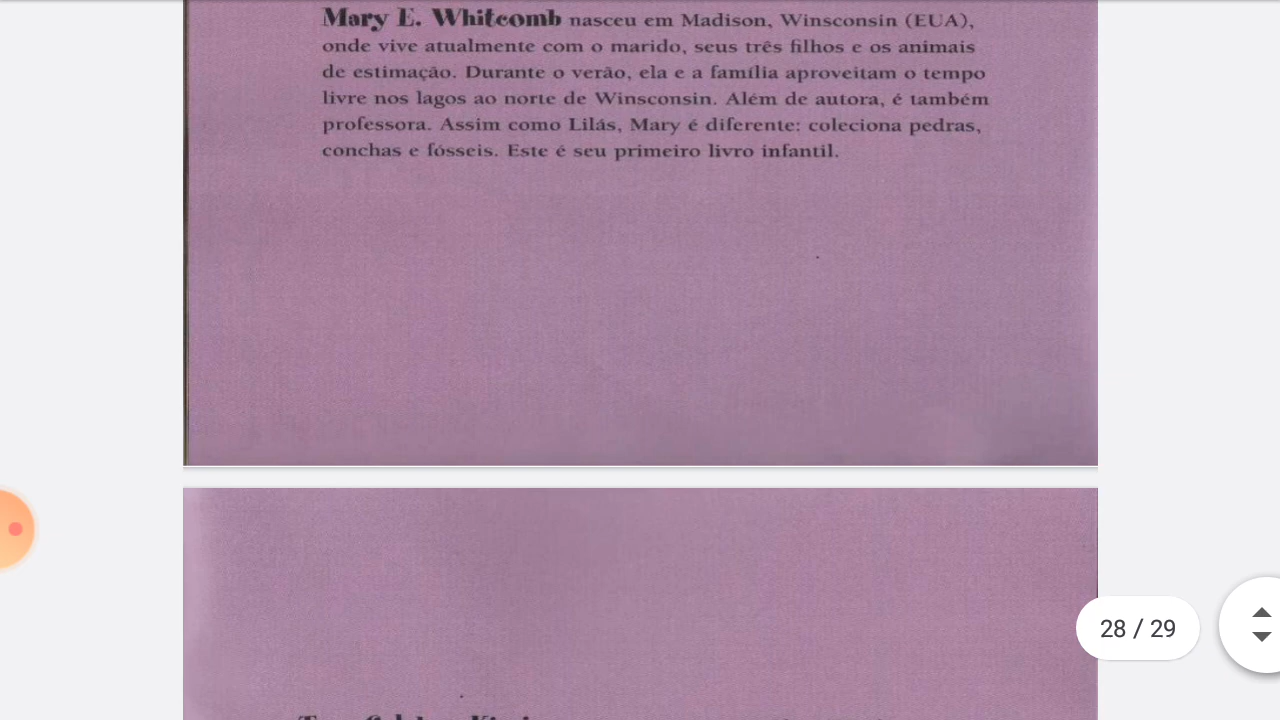 Mary E. Whitcomb nasceu em Madison, Winsconsin (EUA),
onde vive atualmente com o marido, seus três filhos e os animais
de estimação. Durante o verão, ela e a família aproveitam o tempo
livre nos lagos ao norte de Winsconsin. Além de autora, é também
professora. Assim como Lilás, Mary é diferente: coleciona pedras,
conchas e fósseis. Este é seu primeiro livro infantil.
28 / 29